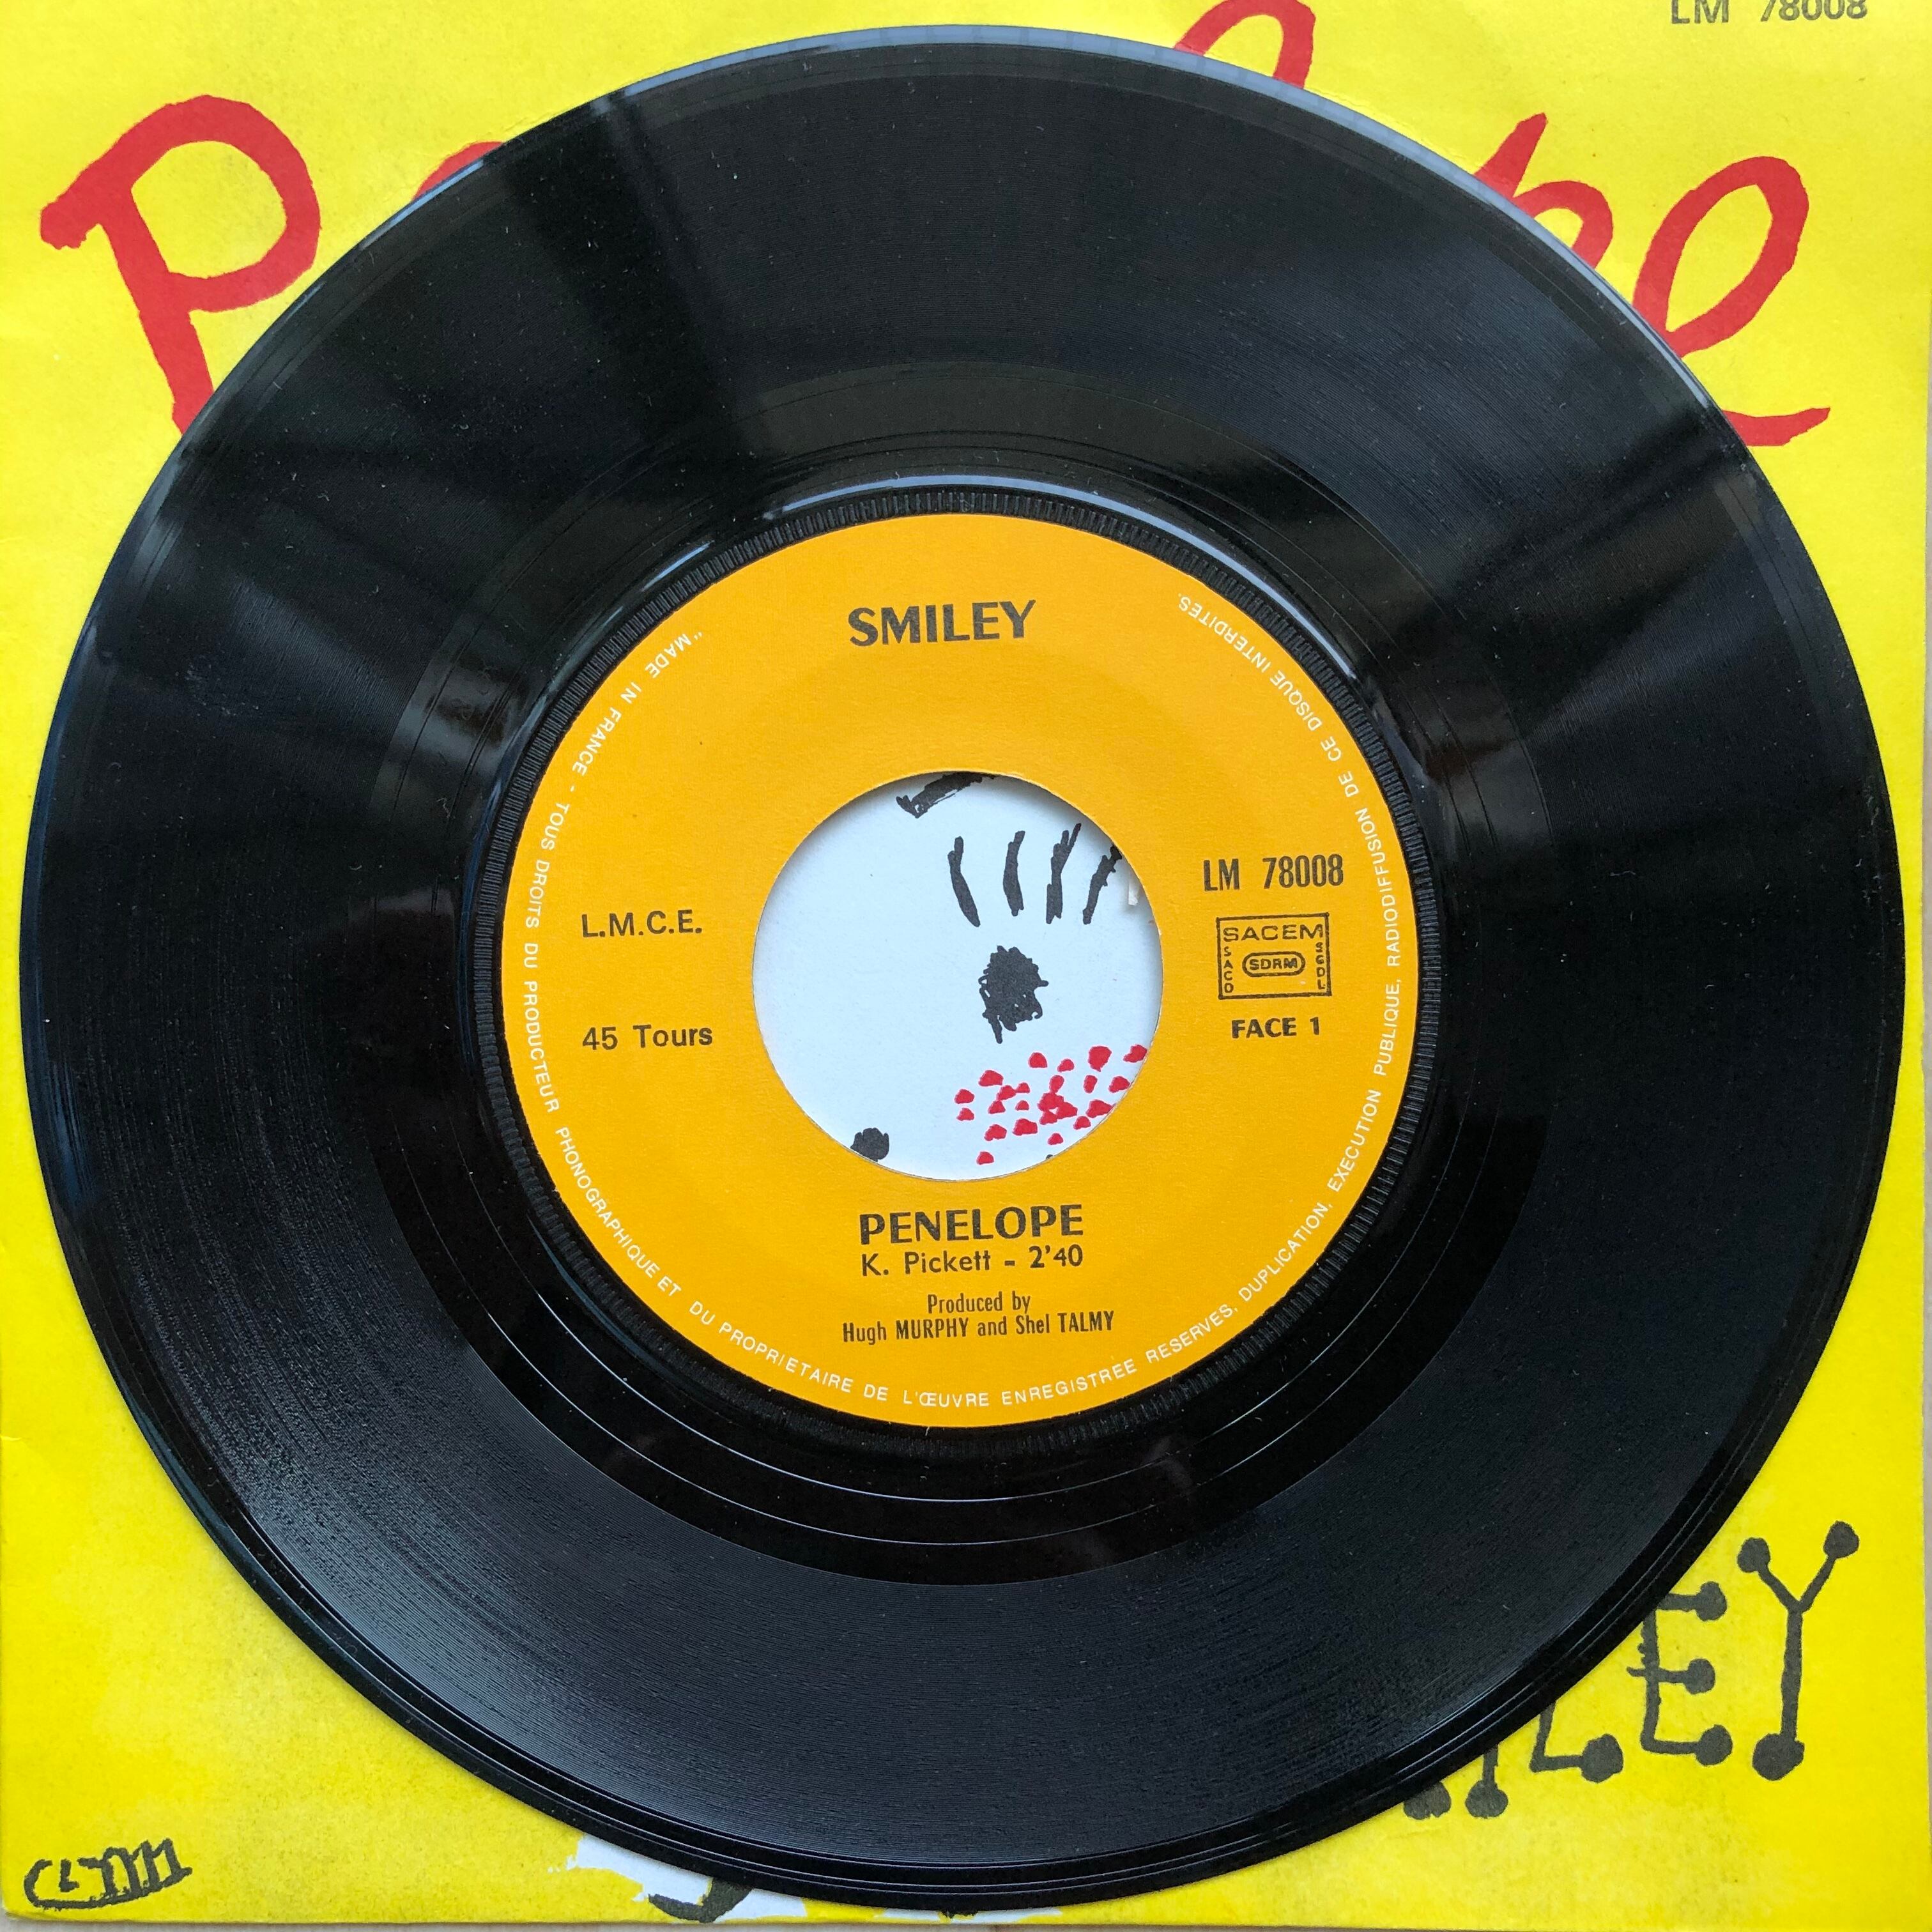 LM 78008
SMILEY
"MADE IN FRANCE - TOUS DROITS DU PRODUCTEUR PHONOGRAPHIQUE ET DU PROPRIETAIRE DE L'ŒUVRE ENREGISTREE RESERVES. DUPLICATION, EXECUTION PUBLIQUE, RADIODIFFUSION DE CE DISQUE INTERDITES.
L.M.C.E.
45 Tours
LM 78008
SACEM
SACD
SDRM
SGDL
FACE 1
PENELOPE
K. Pickett - 2'40
Produced by
Hugh MURPHY and Shel TALMY